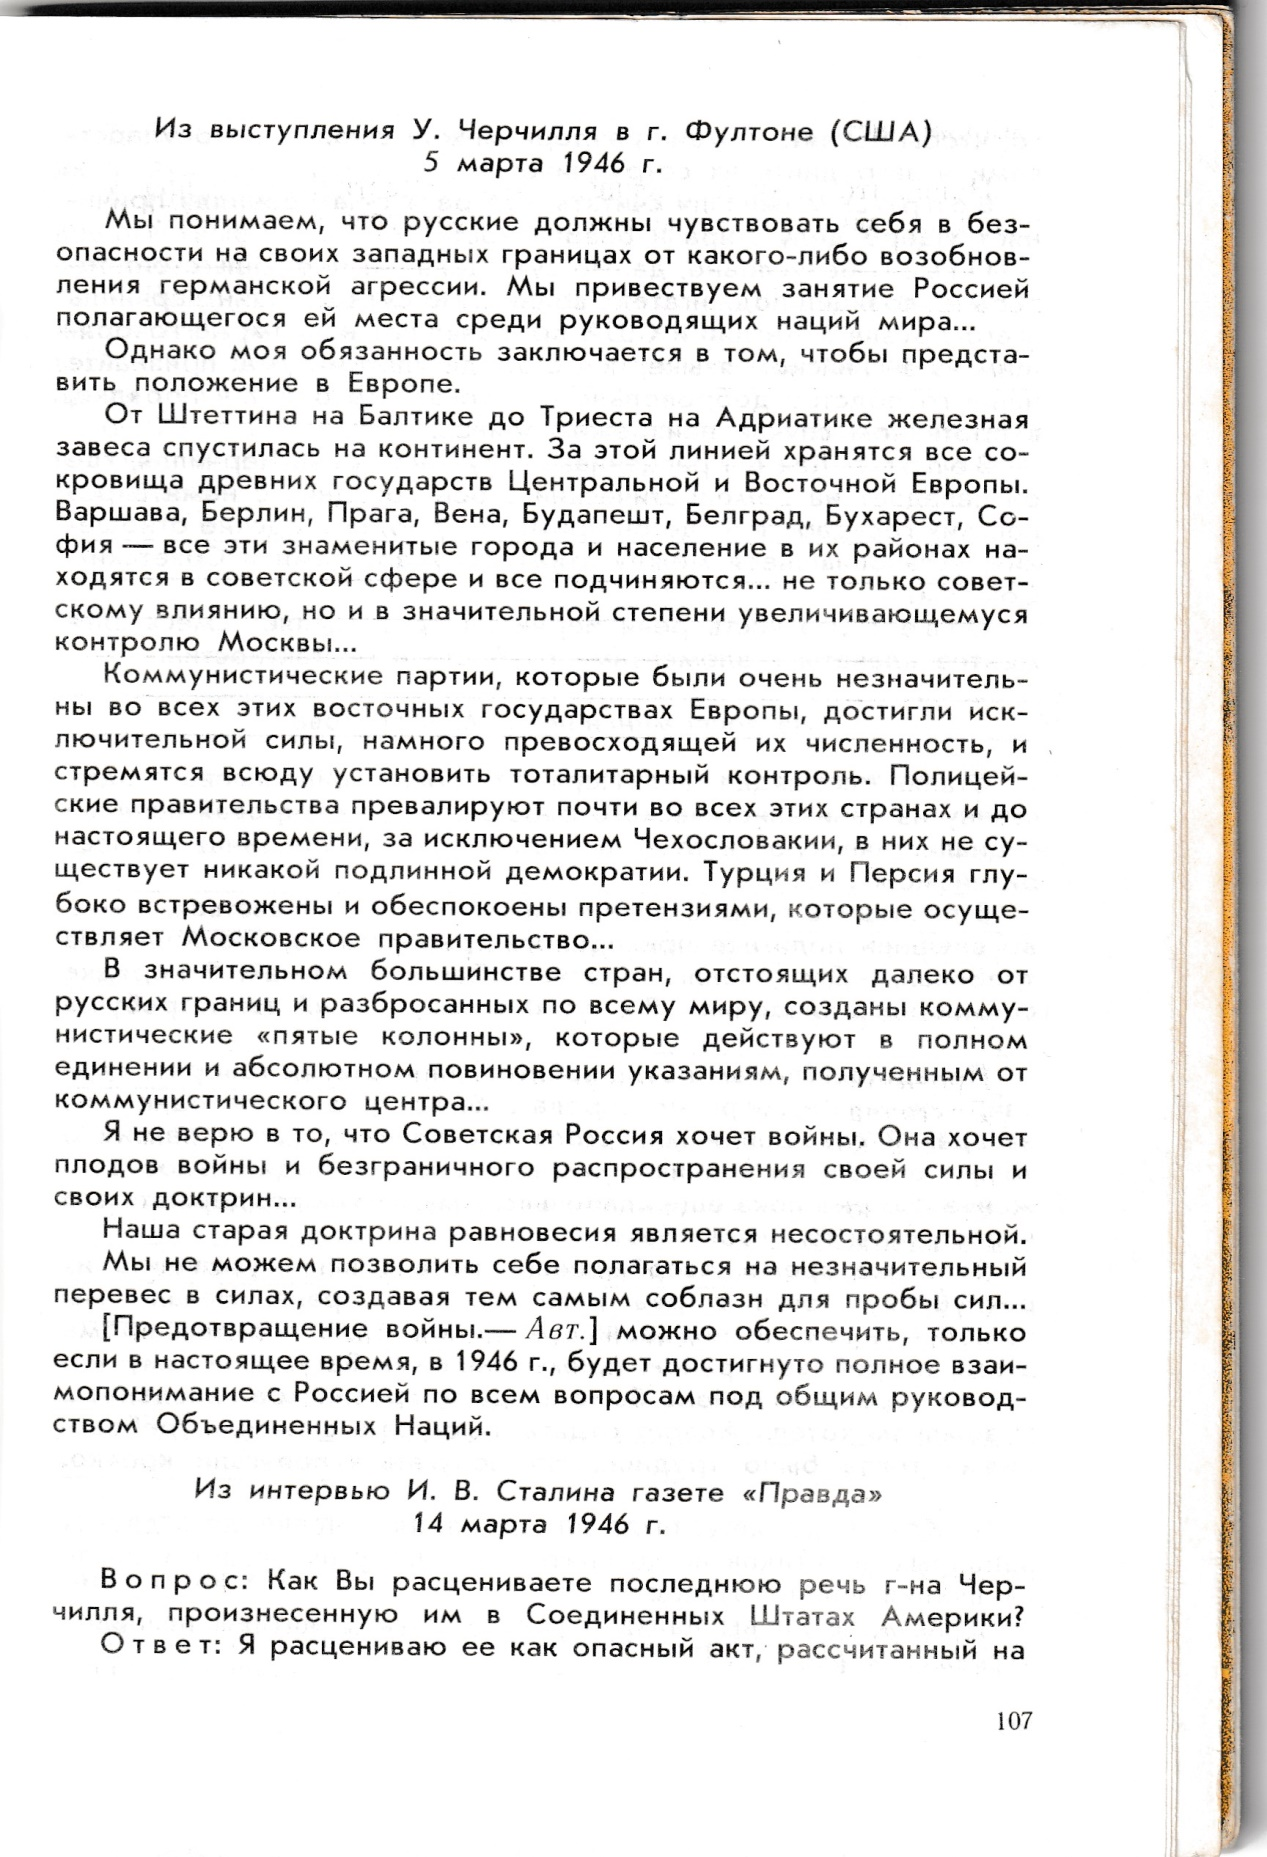 Из выступления У. Черчилля в г. Фултоне (США)
5 марта 1946 г.
Мы понимаем, что русские должны чувствовать себя в без-
опасности на своих западных границах от какого-либо возобнов-
ления германской агрессии. Мы привествуем занятие Россией
полагающегося ей места среди руководящих наций мира...
Однако моя обязанность заключается в том, чтобы предста-
вить положение в Европе.
От Штеттина на Балтике до Триеста на Адриатике железная
завеса спустилась на континент. За этой линией хранятся все со-
кровища древних государств Центральной и Восточной Европы.
Варшава, Берлин, Прага, Вена, Будапешт, Белград, Бухарест, Со-
фия — все эти знаменитые города и население в их районах на-
ходятся в советской сфере и все подчиняются... не только совет-
скому влиянию, но и в значительной степени увеличивающемуся
контролю Москвы...
Коммунистические партии, которые были очень незначитель-
ны во всех этих восточных государствах Европы, достигли иск-
лючительной силы, намного превосходящей их численность, и
стремятся всюду установить тоталитарный контроль. Полицей-
ские правительства превалируют почти во всех этих странах и до
настоящего времени, за исключением Чехословакии, в них не су-
ществует никакой подлинной демократии. Турция и Персия глу-
боко встревожены и обеспокоены претензиями, которые осуще-
ствляет Московское правительство...
В значительном большинстве стран, отстоящих далеко от
русских границ и разбросанных по всему миру, созданы комму-
нистические «пятые колонны», которые действуют в полном
единении и абсолютном повиновении указаниям, полученным от
коммунистического центра...
Я не верю в то, что Советская Россия хочет войны. Она хочет
плодов войны и безграничного распространения своей силы и
своих доктрин...
Наша старая доктрина равновесия является несостоятельной.
Мы не можем позволить себе полагаться на незначительный
перевес в силах, создавая тем самым соблазн для пробы сил...
[Предотвращение войны.— Авт.] можно обеспечить, только
если в настоящее время, в 1946 г., будет достигнуто полное взаи-
мопонимание с Россией по всем вопросам под общим руковод-
ством Объединенных Наций.
Из интервью И. В. Сталина газете «Правда»
14 марта 1946 г.
Вопрос: Как Вы расцениваете последнюю речь г-на Чер-
чилля, произнесенную им в Соединенных Штатах Америки?
Ответ: Я расцениваю ее как опасный акт, рассчитанный на
107